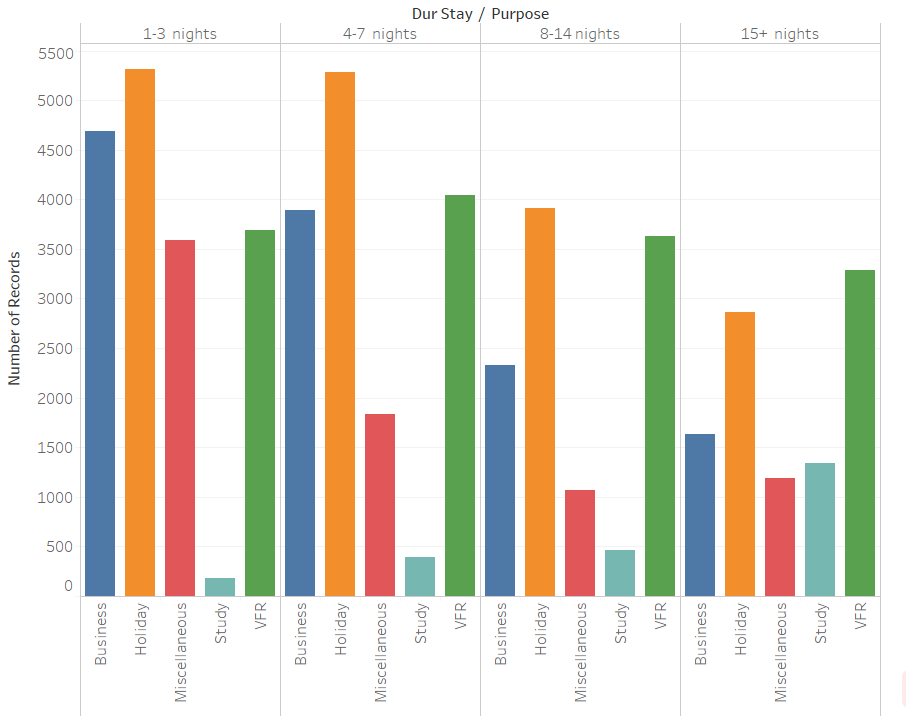 Dur Stay / Purpose
1-3 nights
4-7 nights
8-14 nights
15+ nights
Number of Records
5500
5000
4500
4000
3500
3000
2500
2000
1500
1000
500
0
Business
Holiday
Miscellaneous
Study
VFR
Business
Holiday
Miscellaneous
Study
VFR
Business
Holiday
Miscellaneous
Study
VFR
Business
Holiday
Miscellaneous
Study
VFR